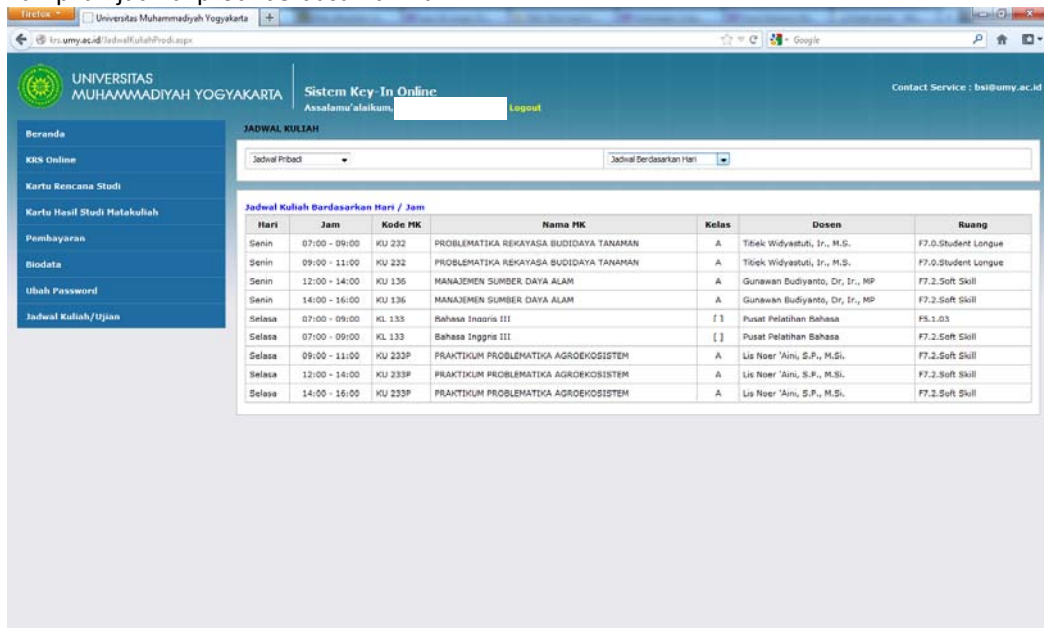 Firefox
Universitas Muhammadiyah Yogyakarta
krs.umy.ac.id/JadwalKuliahProdi.aspx
Google
UNIVERSITAS
MUHAMMADIYAH YOGYAKARTA
Sistem Key-In Online
Assalamu'alaikum, Logout
Contact Service : bsi@umy.ac.id
Beranda
KRS Online
Kartu Rencana Studi
Kartu Hasil Studi Matakuliah
Pembayaran
Biodata
Ubah Password
Jadwal Kuliah/Ujian
JADWAL KULIAH
Jadwal Pribadi Jadwal Berdasarkan Hari
Jadwal Kuliah Bardasarkan Hari / Jam
Hari Jam Kode MK Nama MK Kelas Dosen Ruang
Senin 07:00 - 09:00 KU 232 PROBLEMATIKA REKAYASA BUDIDAYA TANAMAN A Titiek Widyastuti, Ir., M.S. F7.0.Student Longue
Senin 09:00 - 11:00 KU 232 PROBLEMATIKA REKAYASA BUDIDAYA TANAMAN A Titiek Widyastuti, Ir., M.S. F7.0.Student Longue
Senin 12:00 - 14:00 KU 136 MANAJEMEN SUMBER DAYA ALAM A Gunawan Budiyanto, Dr, Ir., MP F7.2.Soft Skill
Senin 14:00 - 16:00 KU 136 MANAJEMEN SUMBER DAYA ALAM A Gunawan Budiyanto, Dr, Ir., MP F7.2.Soft Skill
Selasa 07:00 - 09:00 KL 133 Bahasa Inggris III [ ] Pusat Pelatihan Bahasa F5.1.03
Selasa 07:00 - 09:00 KL 133 Bahasa Inggris III [ ] Pusat Pelatihan Bahasa F7.2.Soft Skill
Selasa 09:00 - 11:00 KU 233P PRAKTIKUM PROBLEMATIKA AGROEKOSISTEM A Lis Noer 'Aini, S.P., M.Si. F7.2.Soft Skill
Selasa 12:00 - 14:00 KU 233P PRAKTIKUM PROBLEMATIKA AGROEKOSISTEM A Lis Noer 'Aini, S.P., M.Si. F7.2.Soft Skill
Selasa 14:00 - 16:00 KU 233P PRAKTIKUM PROBLEMATIKA AGROEKOSISTEM A Lis Noer 'Aini, S.P., M.Si. F7.2.Soft Skill